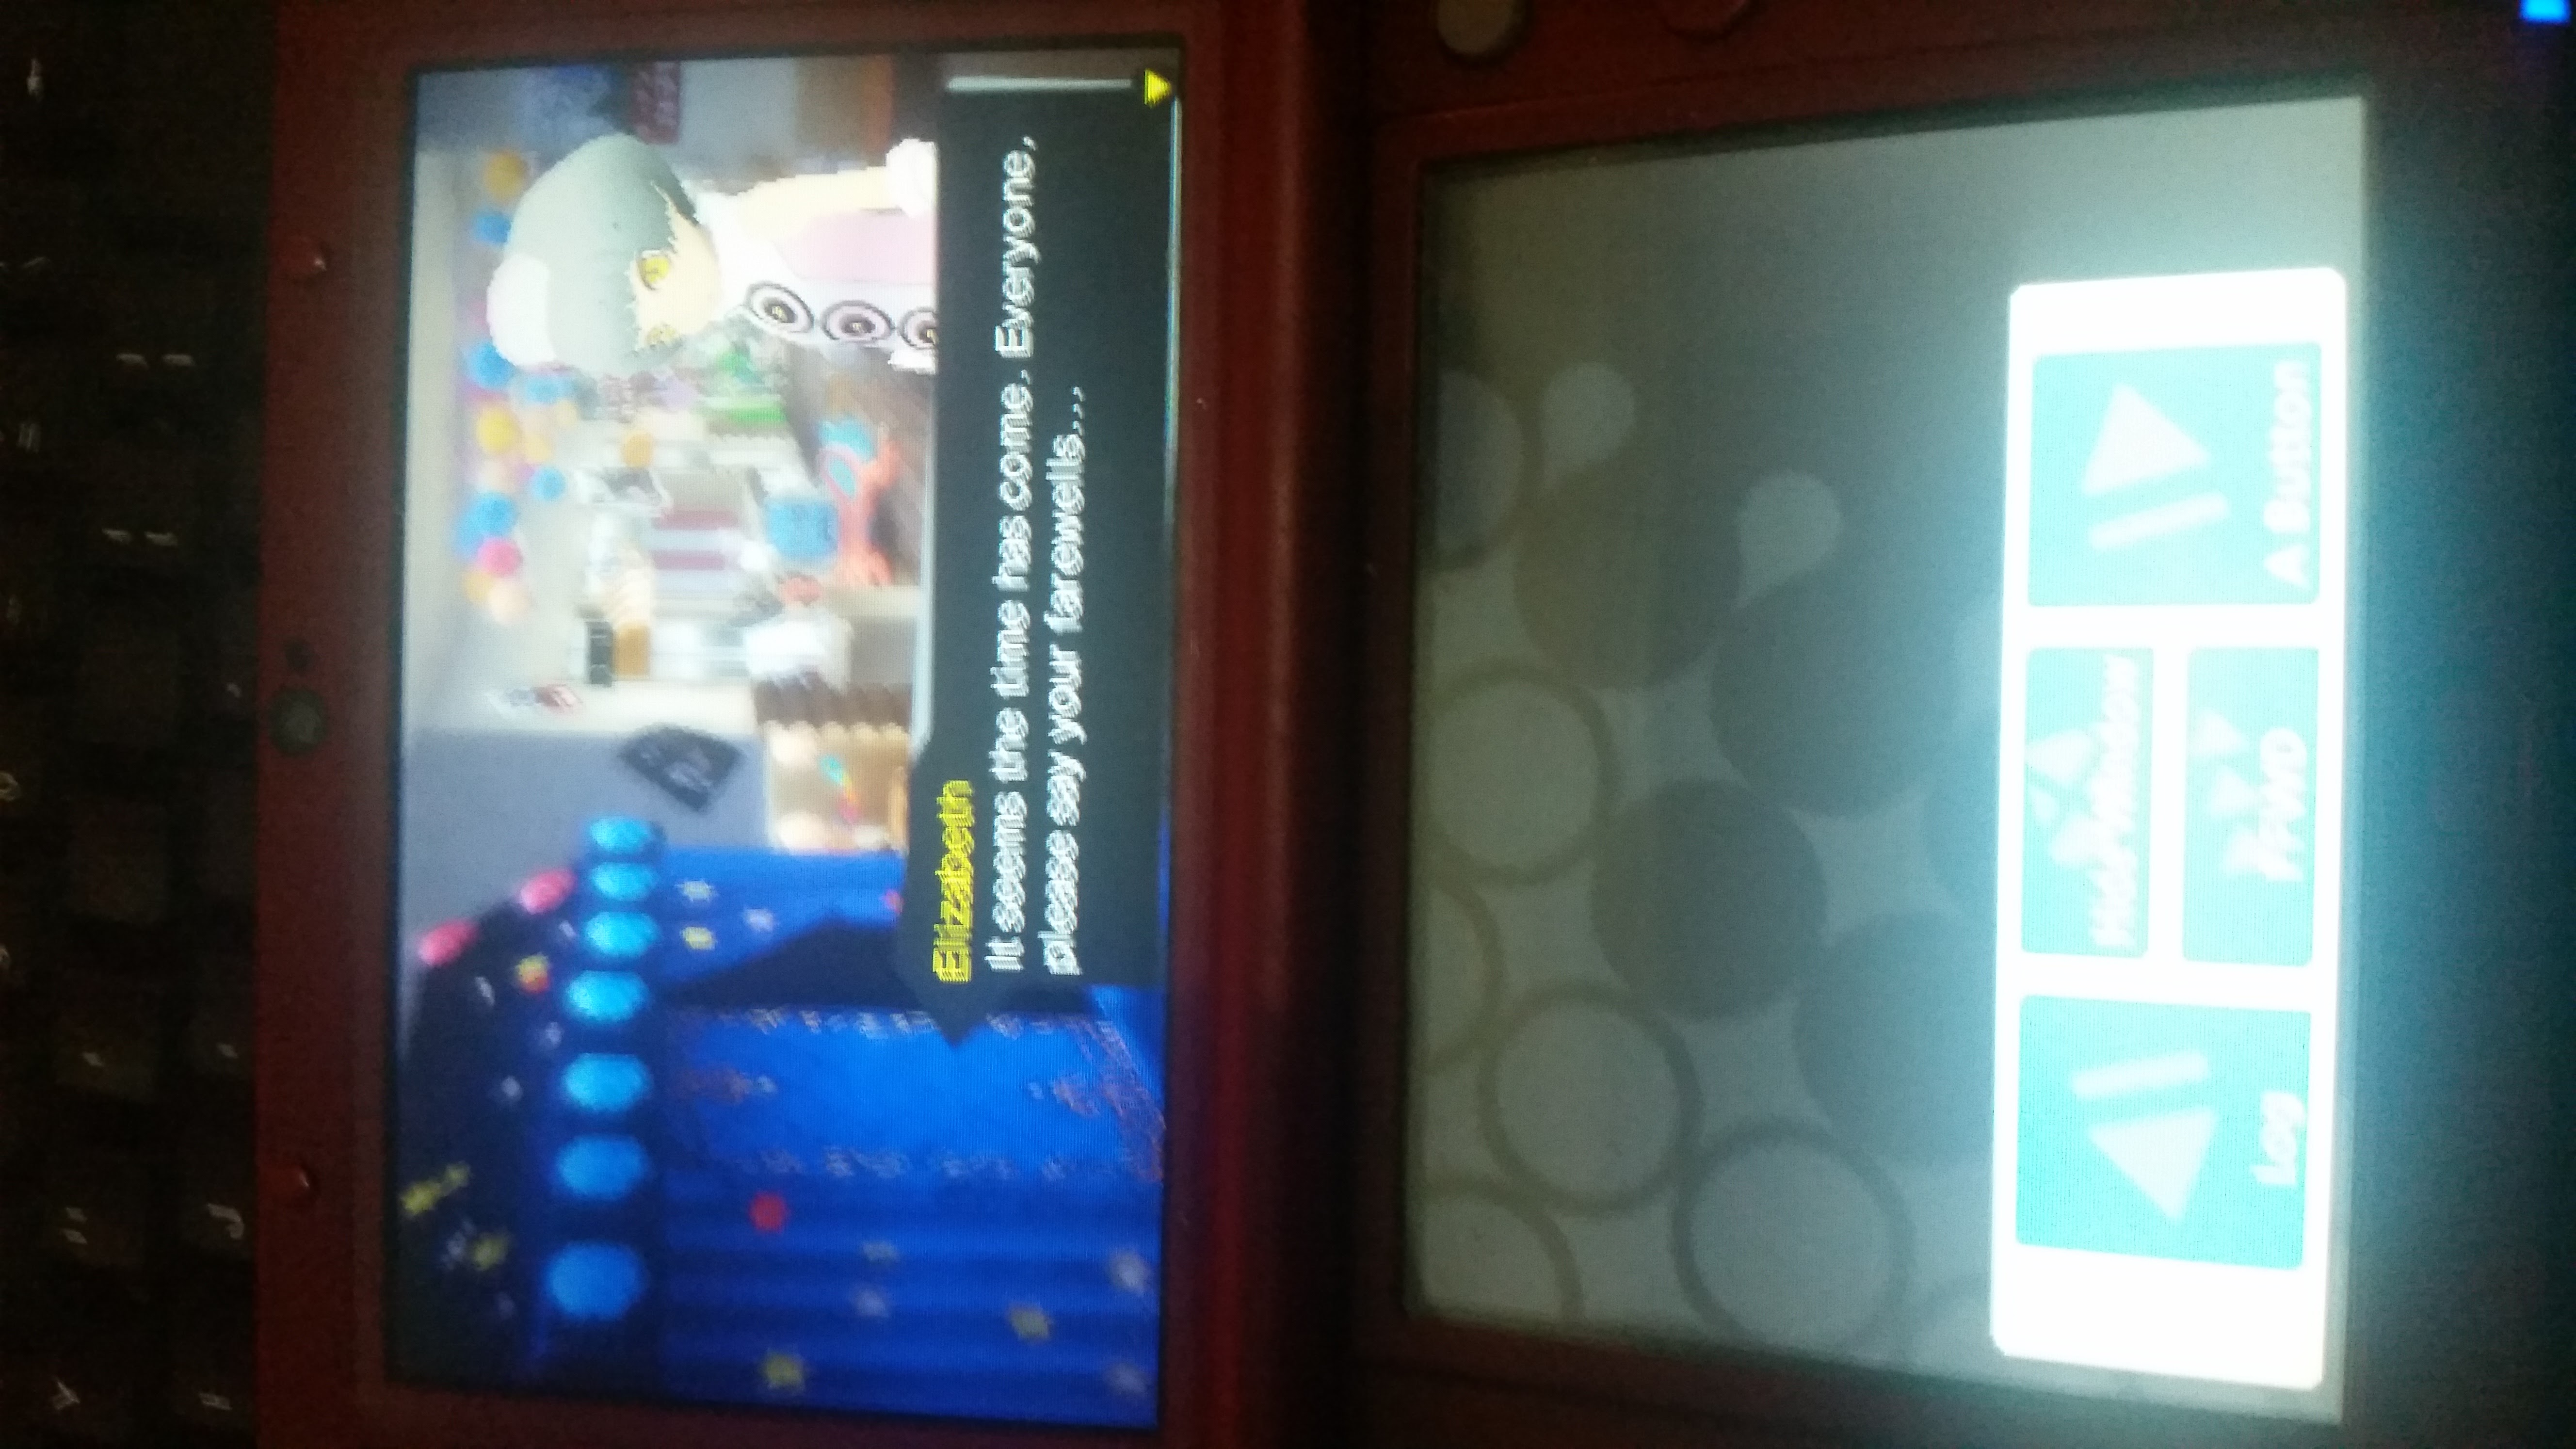 J
Elizabeth
It seems the time has come. Everyone,
please say your farewells...
Hide Window
Log
FFWD
A Button